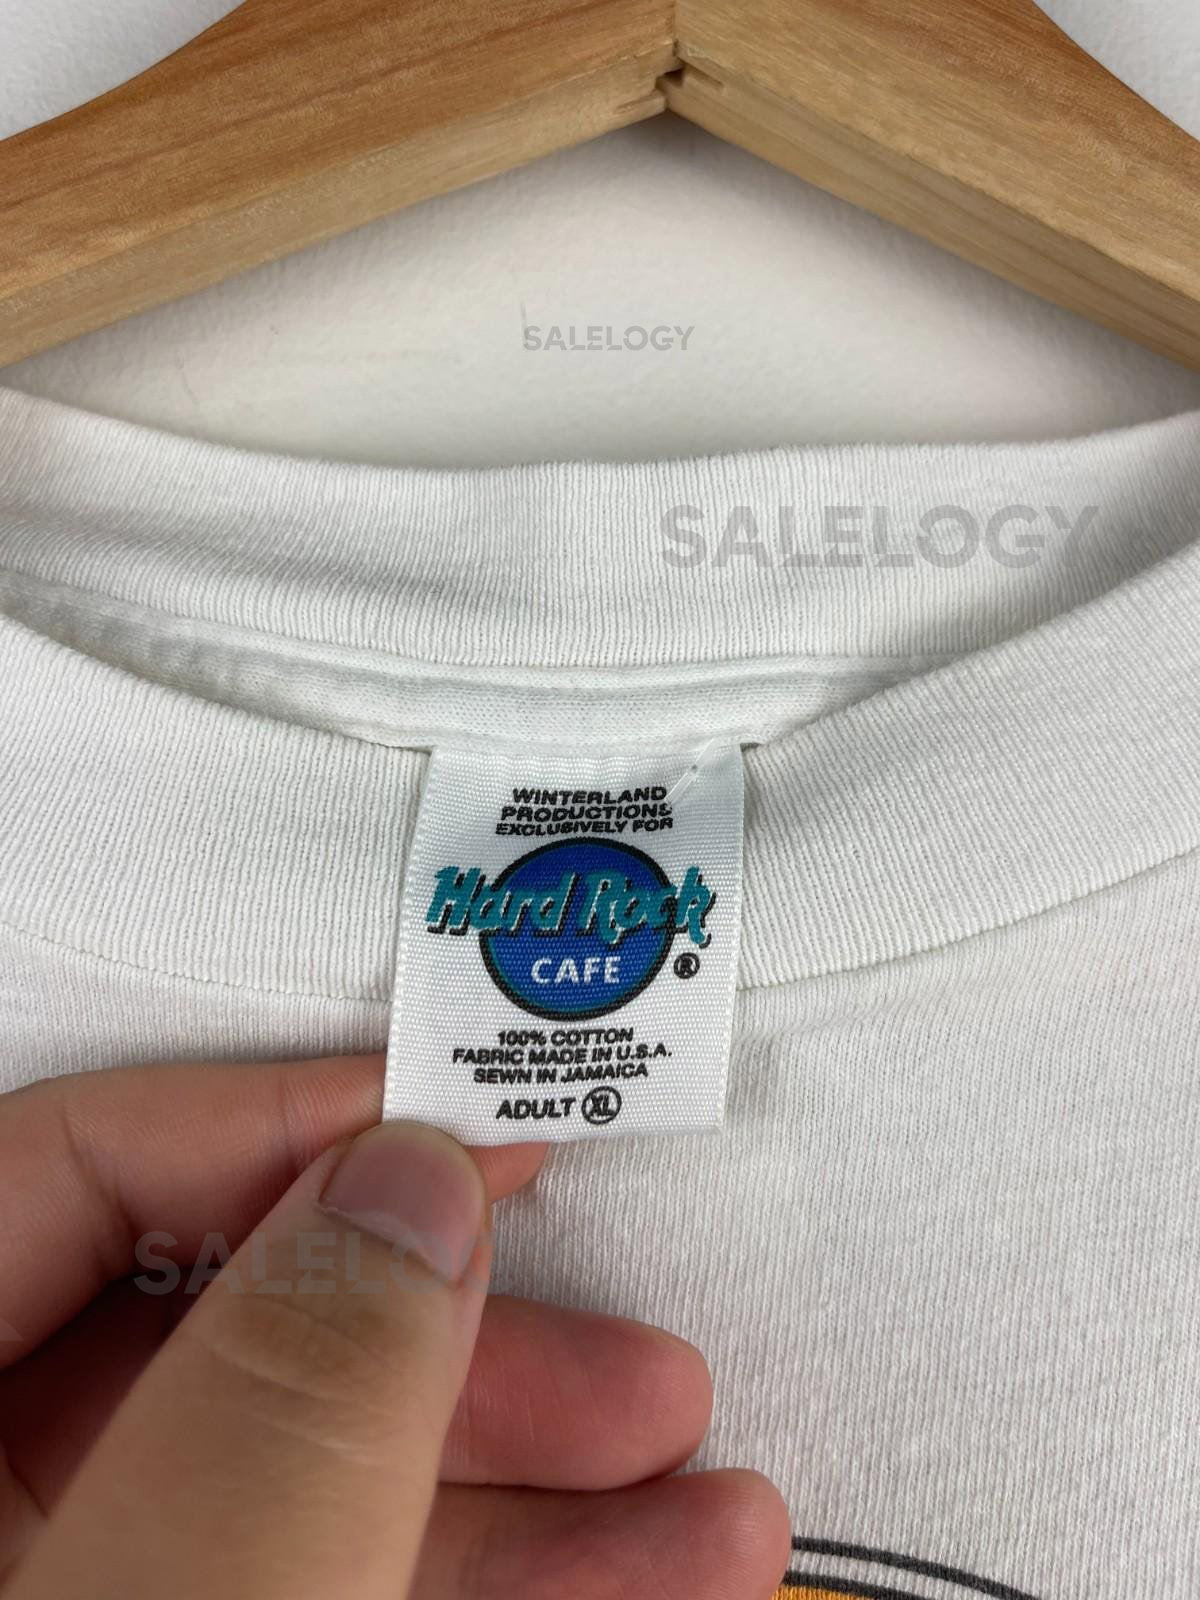 SALELOGY
SALELOGY
WINTERLAND
PRODUCTIONS
EXCLUSIVELY FOR
Hard Rock
CAFE ®
100% COTTON
FABRIC MADE IN U.S.A.
SEWN IN JAMAICA
ADULT XL
SALELOGY